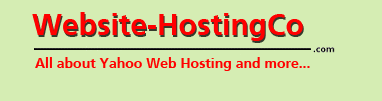 Website-HostingCo
.com
All about Yahoo Web Hosting and more...